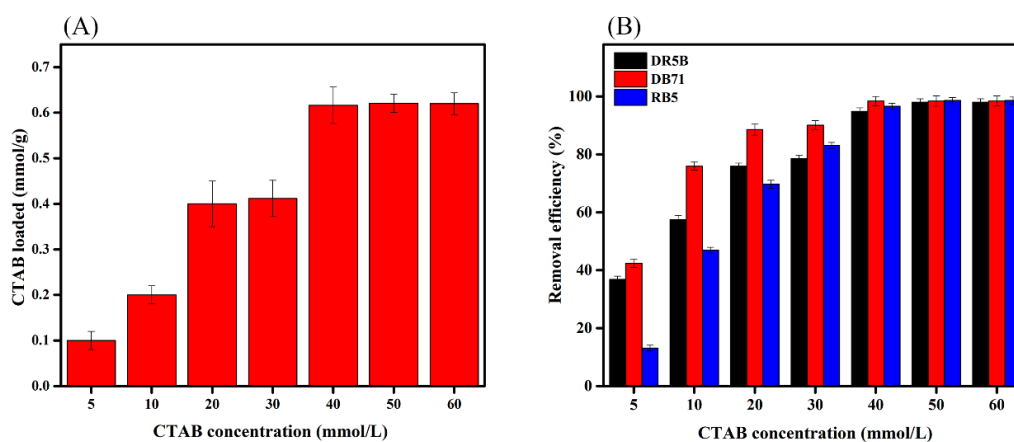 (A)
CTAB loaded (mmol/g)
0.7
0.6
0.5
0.4
0.3
0.2
0.1
0.0
5 10 20 30 40 50 60
CTAB concentration (mmol/L)
(B)
DR5B
DB71
RB5
Removal efficiency (%)
100
80
60
40
20
0
5 10 20 30 40 50 60
CTAB concentration (mmol/L)